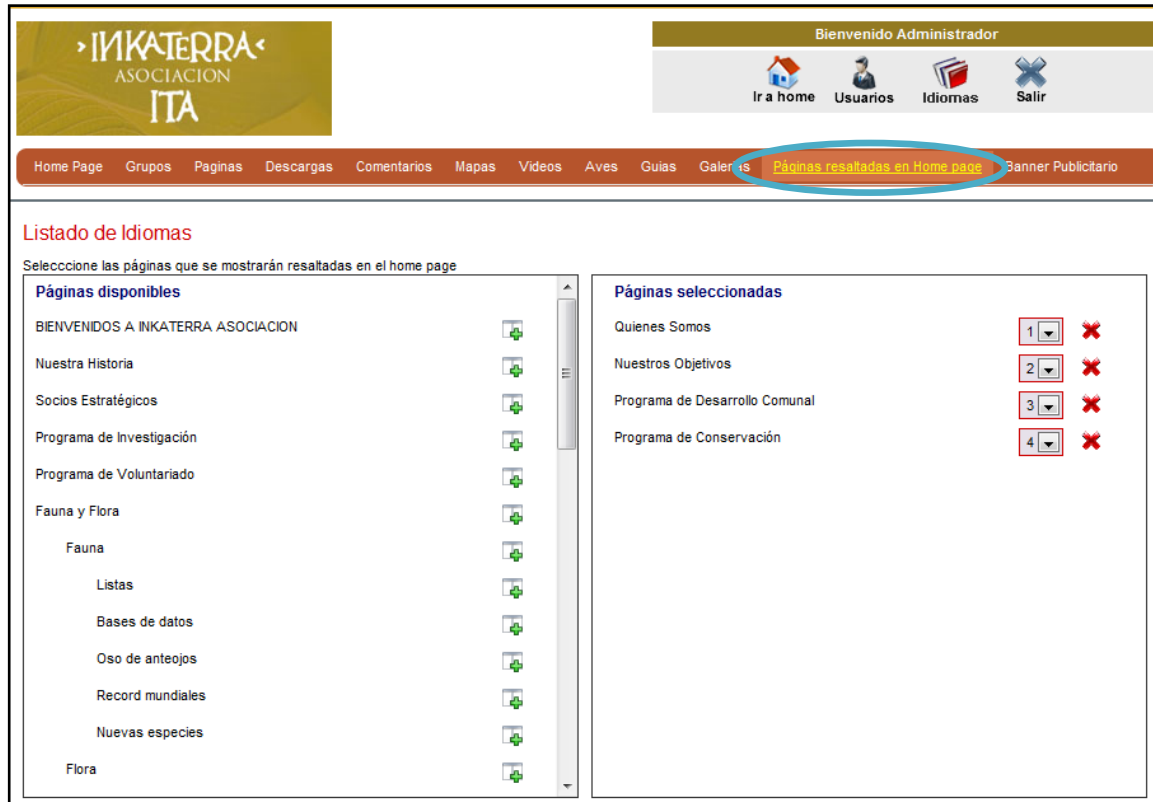 ›INKATERRA‹
ASOCIACION
ITA
Bienvenido Administrador
Ir a home Usuarios Idiomas Salir
Home Page Grupos Paginas Descargas Comentarios Mapas Videos Aves Guias Galerias Páginas resaltadas en Home page Banner Publicitario
Listado de Idiomas
Selecccione las páginas que se mostrarán resaltadas en el home page
Páginas disponibles
BIENVENIDOS A INKATERRA ASOCIACION
Nuestra Historia
Socios Estratégicos
Programa de Investigación
Programa de Voluntariado
Fauna y Flora
Fauna
Listas
Bases de datos
Oso de anteojos
Record mundiales
Nuevas especies
Flora
Páginas seleccionadas
Quienes Somos 1
Nuestros Objetivos 2
Programa de Desarrollo Comunal 3
Programa de Conservación 4